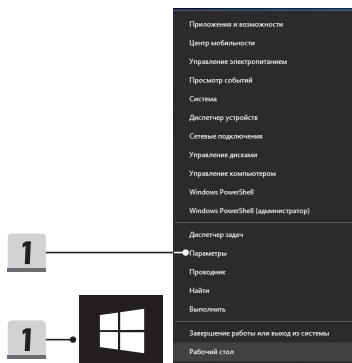 Приложения и возможности
Центр мобильности
Управление электропитанием
Просмотр событий
Система
Диспетчер устройств
Сетевые подключения
Управление дисками
Управление компьютером
Windows PowerShell
Windows PowerShell (администратор)
Диспетчер задач
1
Параметры
Проводник
Найти
Выполнить
1
Завершение работы или выход из системы
Рабочий стол